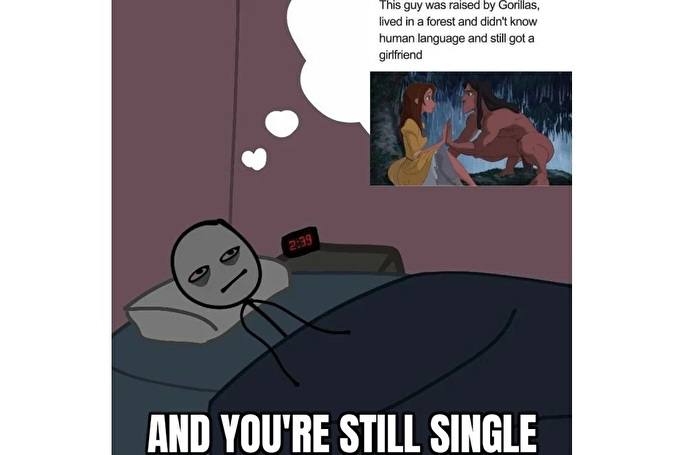 This guy was raised by Gorillas,
lived in a forest and didn't know
human language and still got a
girlfriend
2:39
AND YOU'RE STILL SINGLE